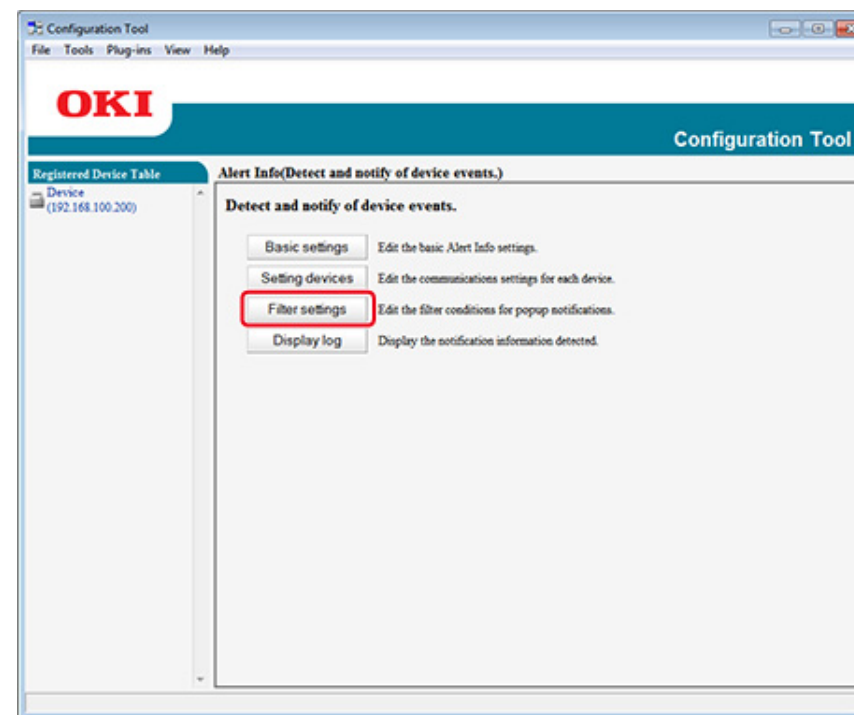 Configuration Tool
File Tools Plug-ins View Help
OKI
Configuration Tool
Registered Device Table
Device
(192.168.100.200)
Alert Info(Detect and notify of device events.)
Detect and notify of device events.
Basic settings Edit the basic Alert Info settings.
Setting devices Edit the communications settings for each device.
Filter settings Edit the filter conditions for popup notifications.
Display log Display the notification information detected.